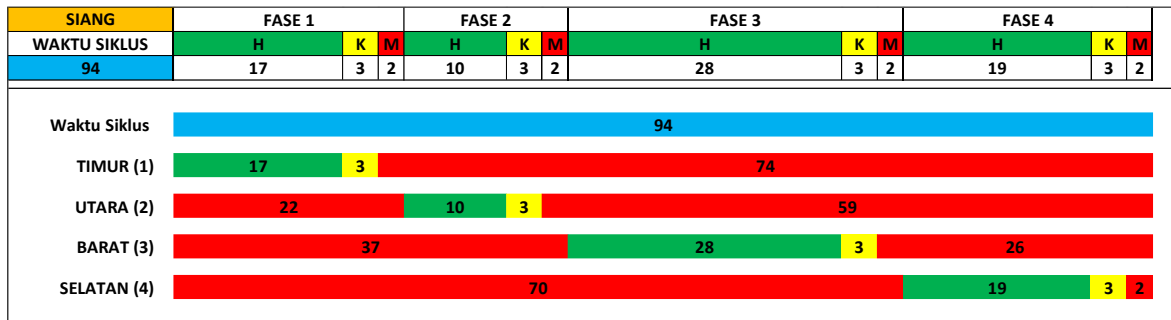 SIANG FASE 1 FASE 2 FASE 3 FASE 4
WAKTU SIKLUS H K M H K M H K M H K M
94 17 3 2 10 3 2 28 3 2 19 3 2
Waktu Siklus 94
TIMUR (1) 17 3 74
UTARA (2) 22 10 3 59
BARAT (3) 37 28 3 26
SELATAN (4) 70 19 3 2